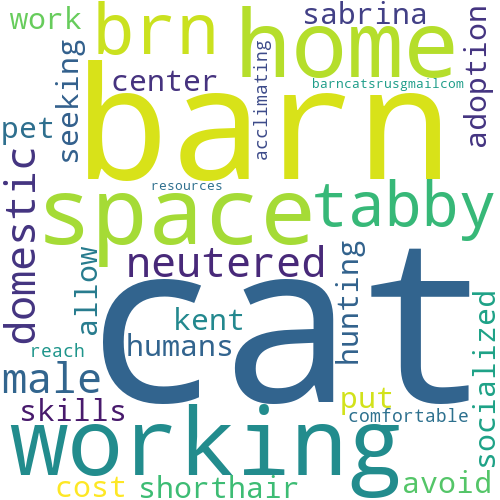 work
brn
home
sabrina
adoption
seeking
center
acclimating
barncatsrusgmailcom
barn
pet
resources
domestic
space
tabby
neutered
allow
hunting
cat
kent
humans
socialized
reach
male
put
skills
comfortable
working
cost
shorthair
avoid